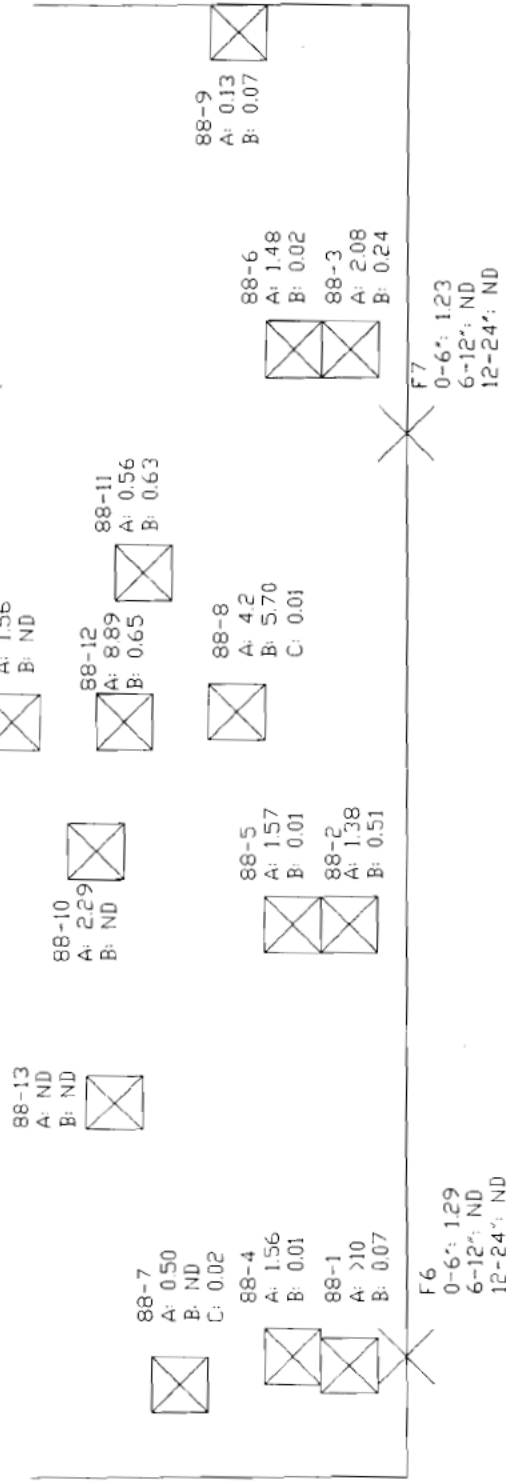 88-9
A: 0.13
B: 0.07
88-6
A: 1.48
B: 0.02
88-3
A: 2.08
B: 0.24
F7
0-6": 1.23
6-12": ND
12-24": ND
88-11
A: 0.56
B: 0.63
B: ND
88-12
A: 8.89
B: 0.65
88-8
A: 4.2
B: 5.70
C: 0.01
88-10
A: 2.29
B: ND
88-5
A: 1.57
B: 0.01
88-2
A: 1.38
B: 0.51
88-13
A: ND
B: ND
88-7
A: 0.50
B: ND
C: 0.02
88-4
A: 1.56
B: 0.01
88-1
A: >10
B: 0.07
F6
0-6": 1.29
6-12": ND
12-24": ND